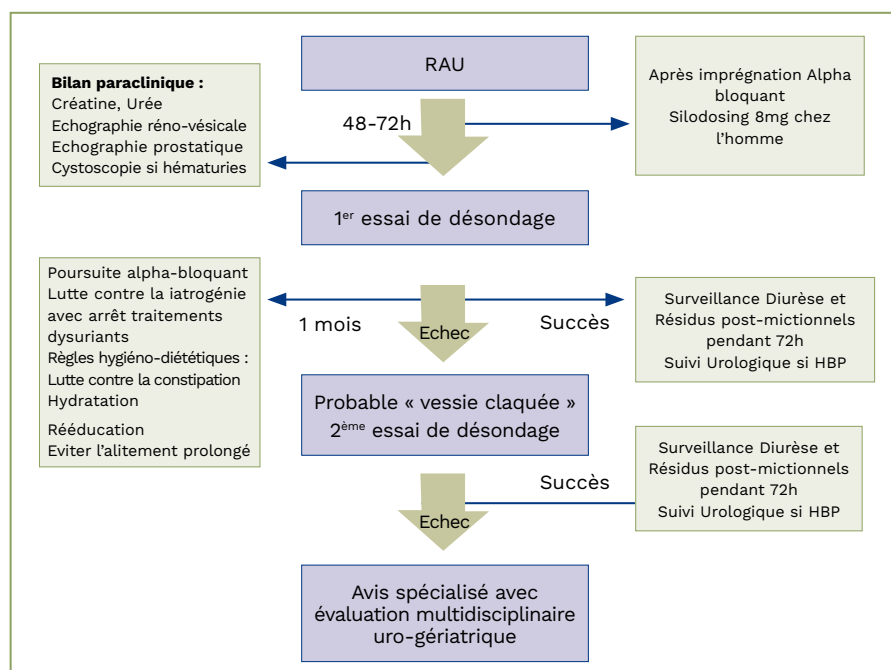 RAU
Bilan paraclinique :
Créatine, Urée
Echographie réno-vésicale
Echographie prostatique
Cystoscopie si hématuries
48-72h
Après imprégnation Alpha
bloquant
Silodosing 8mg chez
l’homme
1er essai de désondage
Poursuite alpha-bloquant
Lutte contre la iatrogénie
avec arrêt traitements
dysuriants
Règles hygiéno-diététiques :
Lutte contre la constipation
Hydratation
Rééducation
Eviter l’alitement prolongé
1 mois
Echec
Succès
Surveillance Diurèse et
Résidus post-mictionnels
pendant 72h
Suivi Urologique si HBP
Probable « vessie claquée »
2ème essai de désondage
Echec
Succès
Surveillance Diurèse et
Résidus post-mictionnels
pendant 72h
Suivi Urologique si HBP
Avis spécialisé avec
évaluation multidisciplinaire
uro-gériatrique